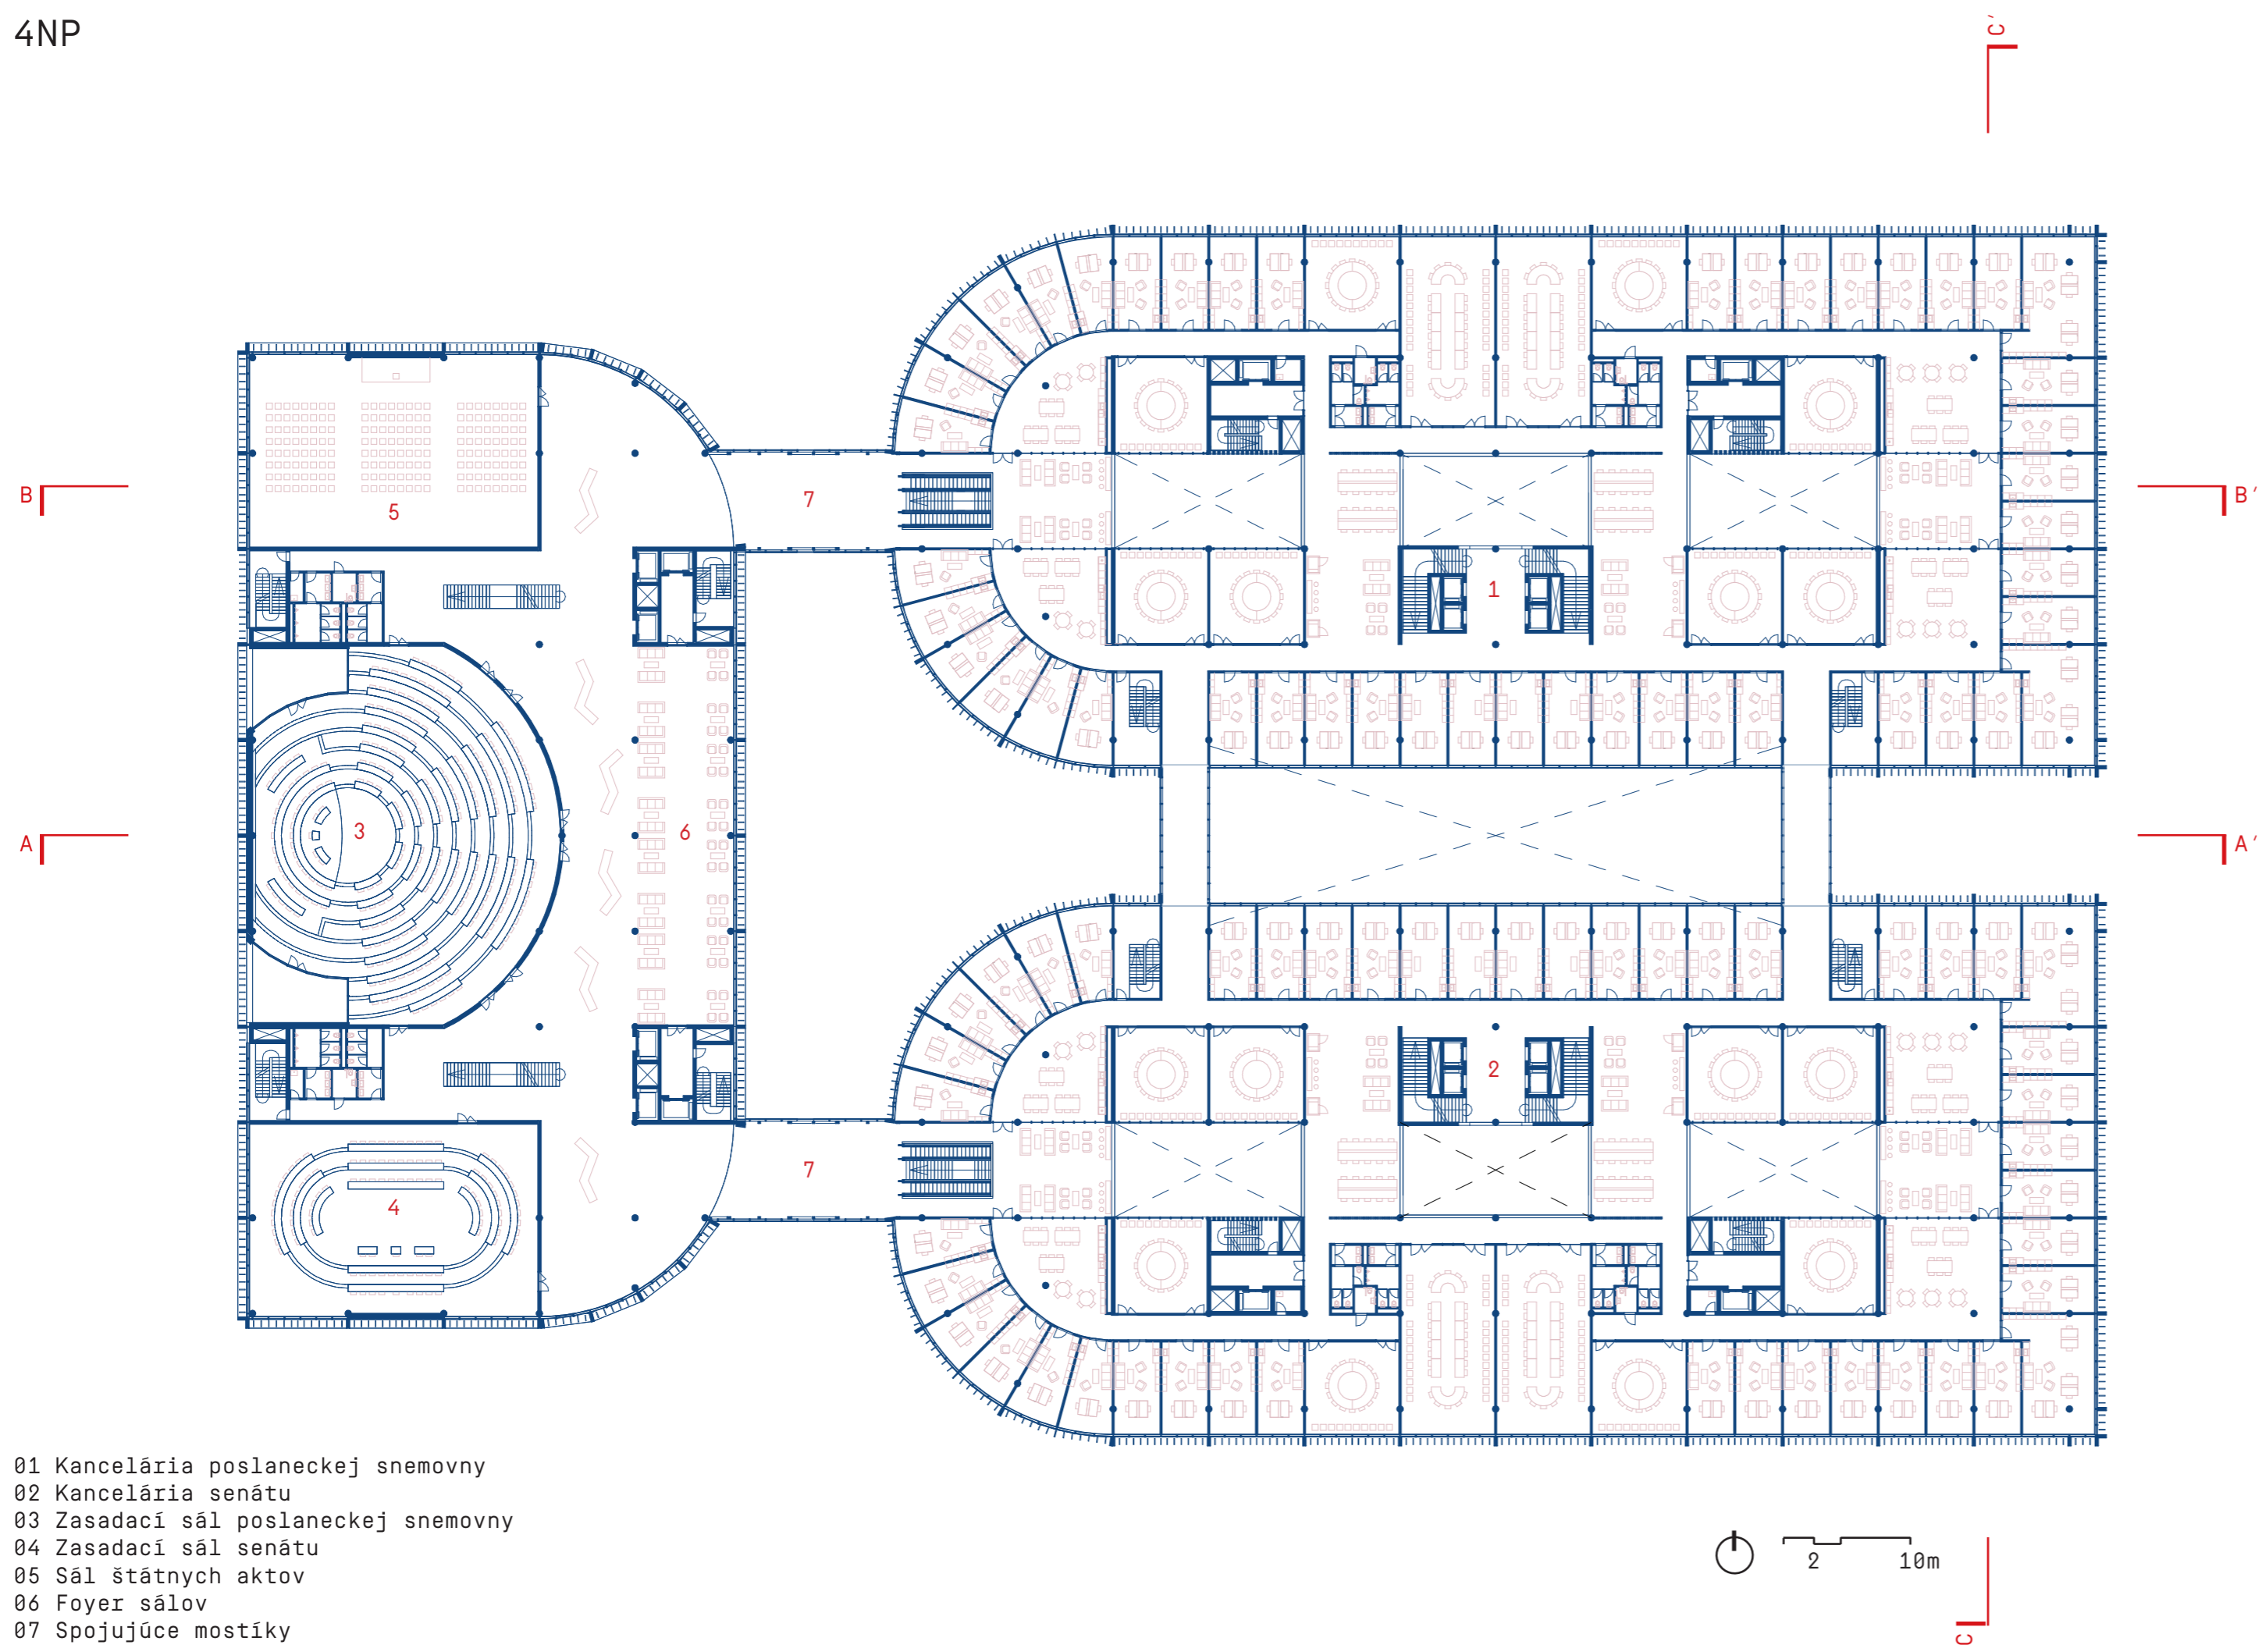 4NP
C'
B
5
7
B'
1
A
3
6
A'
2
7
4
01 Kancelária poslaneckej snemovny
02 Kancelária senátu
03 Zasadací sál poslaneckej snemovny
04 Zasadací sál senátu
05 Sál štátnych aktov
06 Foyer sálov
07 Spojujúce mostíky
2 10m
C